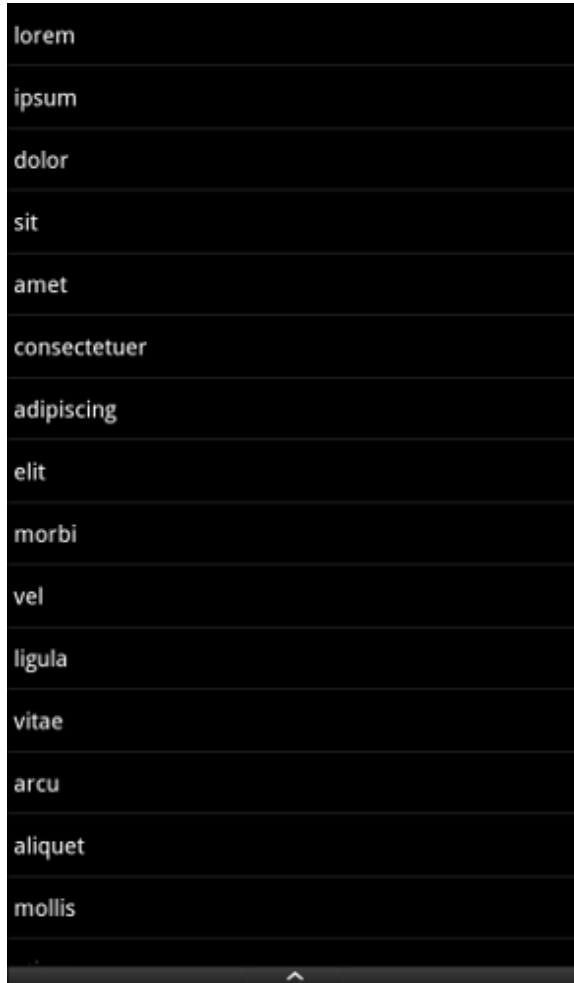 lorem
ipsum
dolor
sit
amet
consectetuer
adipiscing
elit
morbi
vel
ligula
vitae
arcu
aliquet
mollis